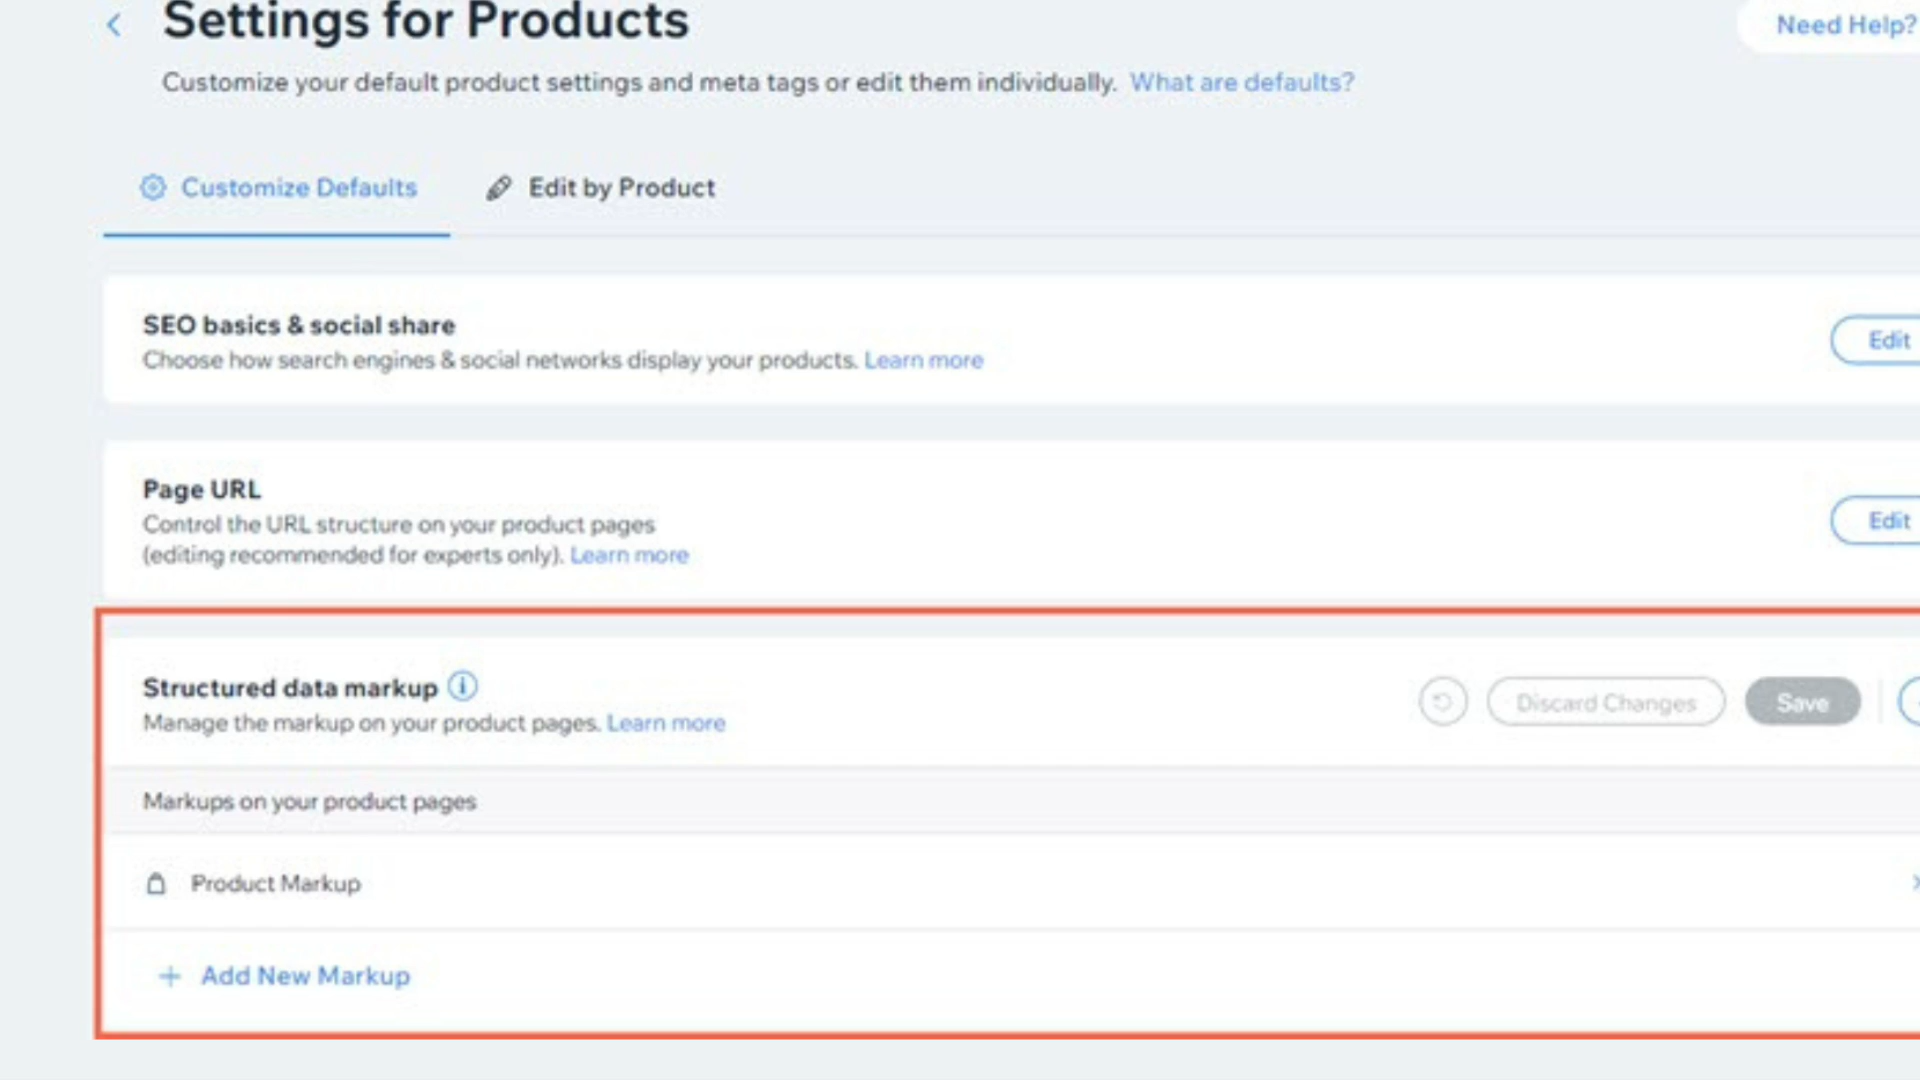 Settings for Products
Need Help?
Customize your default product settings and meta tags or edit them individually. What are defaults?
Customize Defaults
Edit by Product
SEO basics & social share
Choose how search engines & social networks display your products. Learn more
Edit
Page URL
Control the URL structure on your product pages
(editing recommended for experts only). Learn more
Edit
Structured data markup
Manage the markup on your product pages. Learn more
Discard Changes
Save
Markups on your product pages
Product Markup
+ Add New Markup